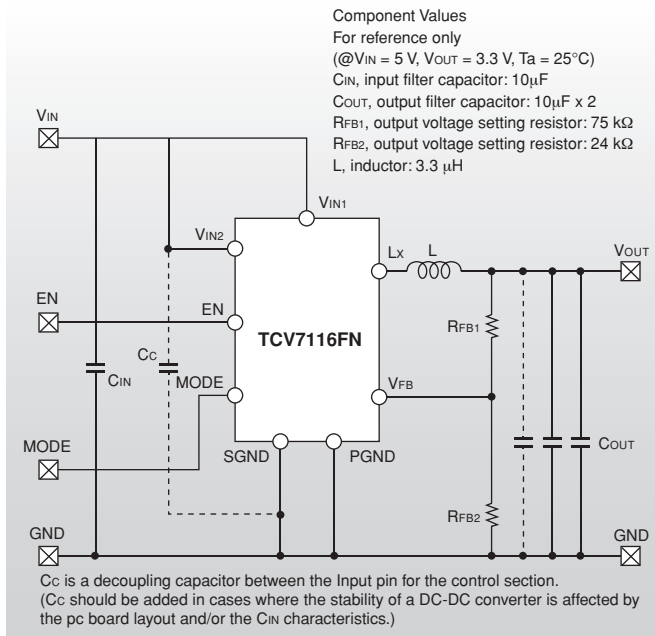 Component Values
For reference only
(@VIN = 5 V, VOUT = 3.3 V, Ta = 25°C)
CIN, input filter capacitor: 10μF
COUT, output filter capacitor: 10μF x 2
RFB1, output voltage setting resistor: 75 kΩ
RFB2, output voltage setting resistor: 24 kΩ
L, inductor: 3.3 μH
VIN
VIN1
VIN2
LX
L
VOUT
EN
EN
RFB1
TCV7116FN
CC
CIN
MODE
VFB
MODE
SGND
PGND
COUT
RFB2
GND
GND
CC is a decoupling capacitor between the Input pin for the control section.
(CC should be added in cases where the stability of a DC-DC converter is affected by
the pc board layout and/or the CIN characteristics.)